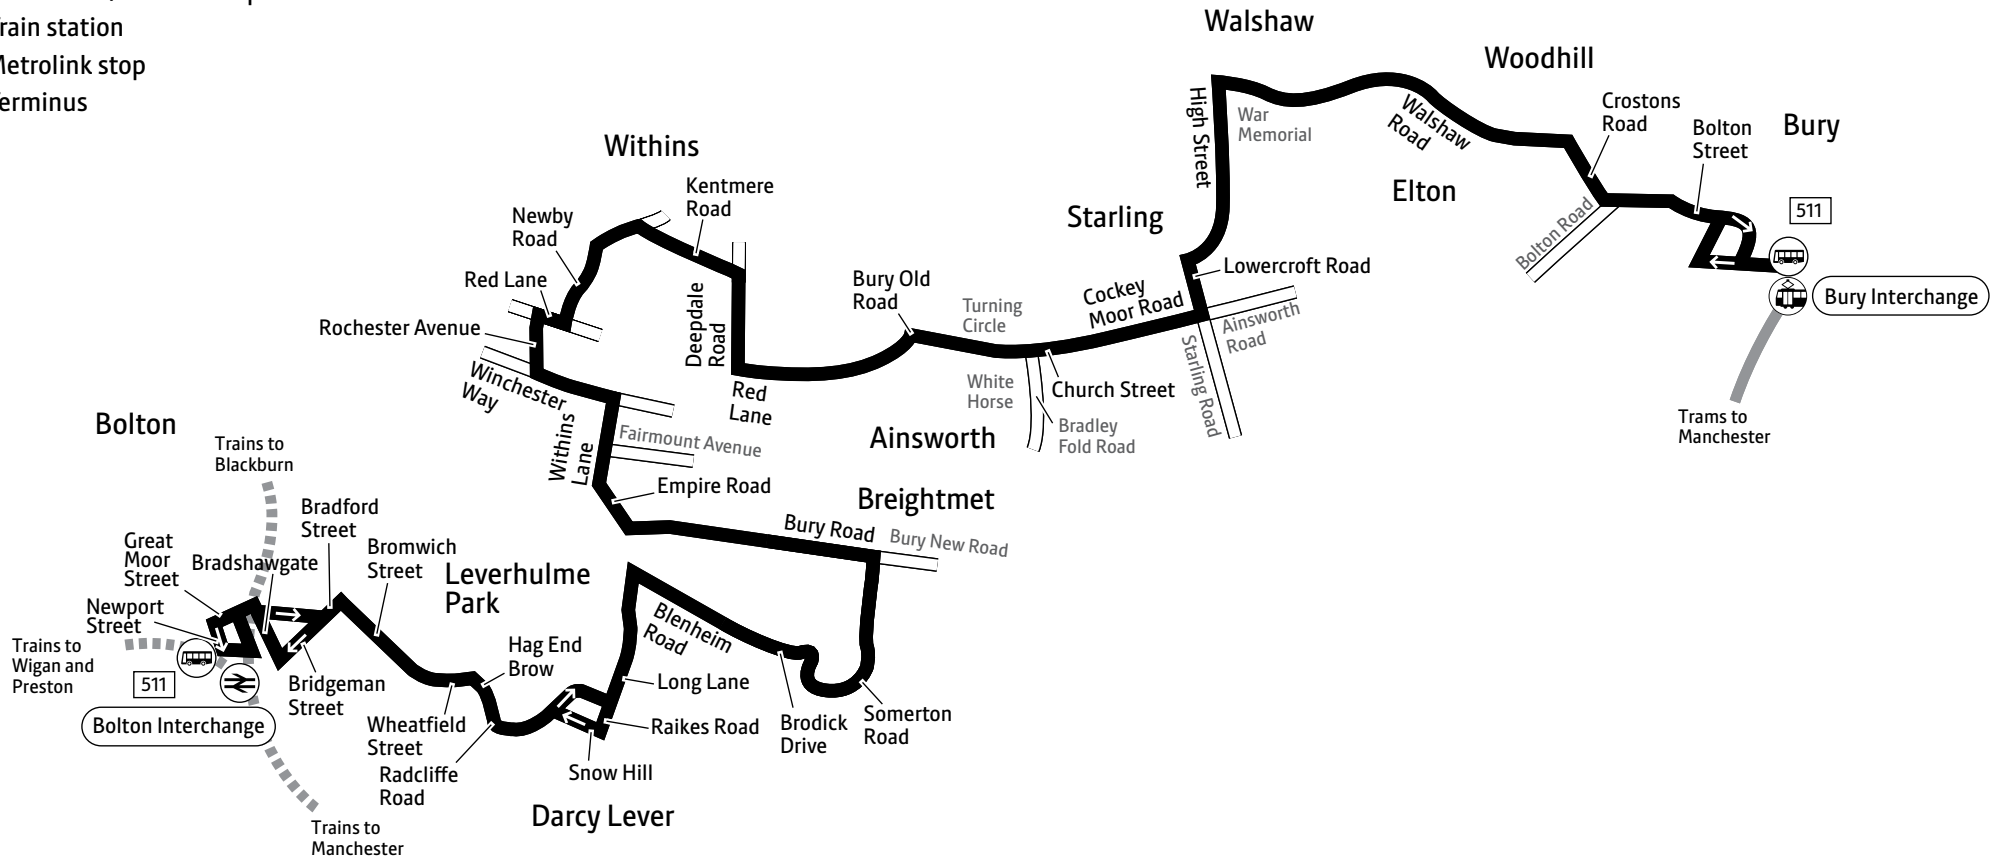 Train station
Metrolink stop
Terminus
Walshaw
Woodhill
Crostons
Road
Bolton
Street
Bury
High Street
War
Memorial
Walshaw
Road
Withins
Elton
Kentmere
Road
Newby
Road
Starling
511
Bolton Road
Red Lane
Lowercroft Road
Bury Old
Road
Cockey
Moor Road
Bury Interchange
Turning
Circle
Rochester Avenue
Deepdale
Road
Ainsworth
Road
Starling Road
Winchester
Way
Red
Lane
White
Horse
Church Street
Trams to
Manchester
Bolton
Withins
Lane
Fairmount Avenue
Ainsworth
Bradley
Fold Road
Trains to
Blackburn
Empire Road
Breightmet
Bradford
Street
Bury Road
Bury New Road
Great
Moor
Street
Bradshawgate
Bromwich
Street
Leverhulme
Park
Newport
Street
Blenheim
Road
Trains to
Wigan and
Preston
Hag End
Brow
511
Bridgeman
Street
Long Lane
Bolton Interchange
Wheatfield
Street
Raikes Road
Brodick
Drive
Somerton
Road
Radcliffe
Road
Snow Hill
Darcy Lever
Trains to
Manchester